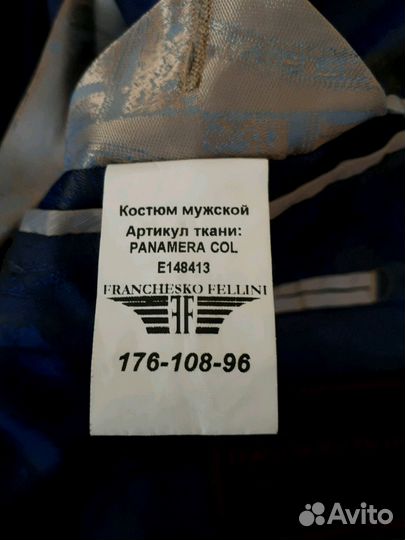 Костюм мужской
Артикул ткани:
PANAMERA COL
E148413
FRANCHESKO FELLINI
FF
176-108-96
Avito